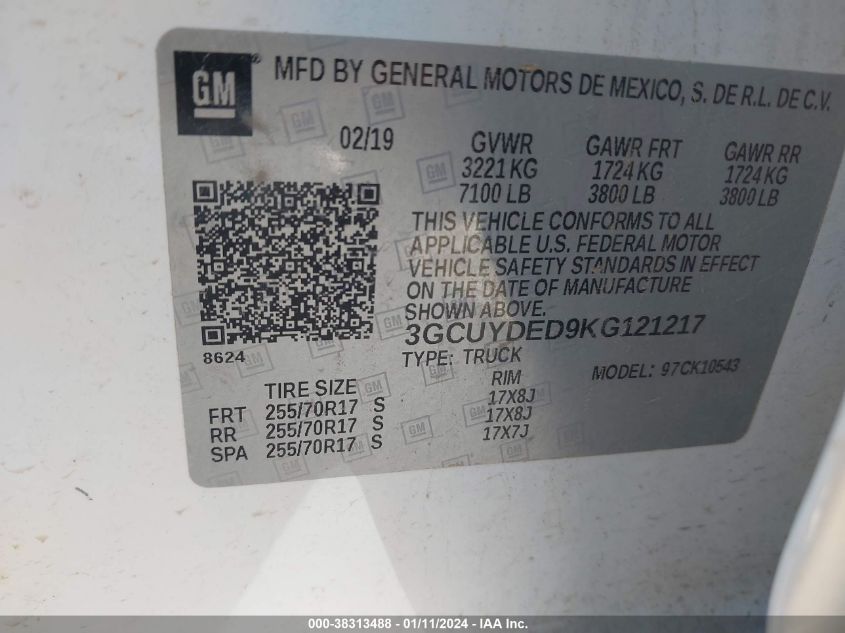 GM ® MFD BY GENERAL MOTORS DE MEXICO, S. DE R.L. DE C.V.
02/19 GVWR GAWR FRT GAWR RR
3221 KG 1724 KG 1724 KG
7100 LB 3800 LB 3800 LB
THIS VEHICLE CONFORMS TO ALL
APPLICABLE U.S. FEDERAL MOTOR
VEHICLE SAFETY STANDARDS IN EFFECT
ON THE DATE OF MANUFACTURE
SHOWN ABOVE.
3GCUYDED9KG121217
8624
TYPE: TRUCK MODEL: 97CK10543
TIRE SIZE RIM
FRT 255/70R17 S 17X8J
RR 255/70R17 S 17X8J
SPA 255/70R17 S 17X7J
000-38313488 - 01/11/2024 - IAA Inc.